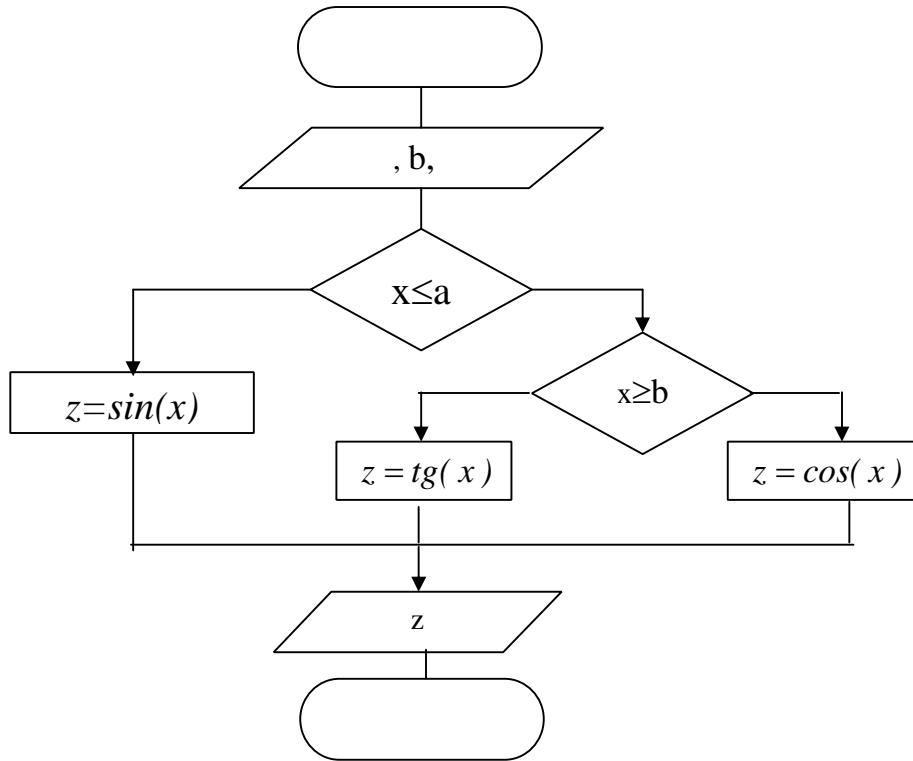 , b,
x≤a
x≥b
z=sin(x)
z = tg( x )
z = cos( x )
z